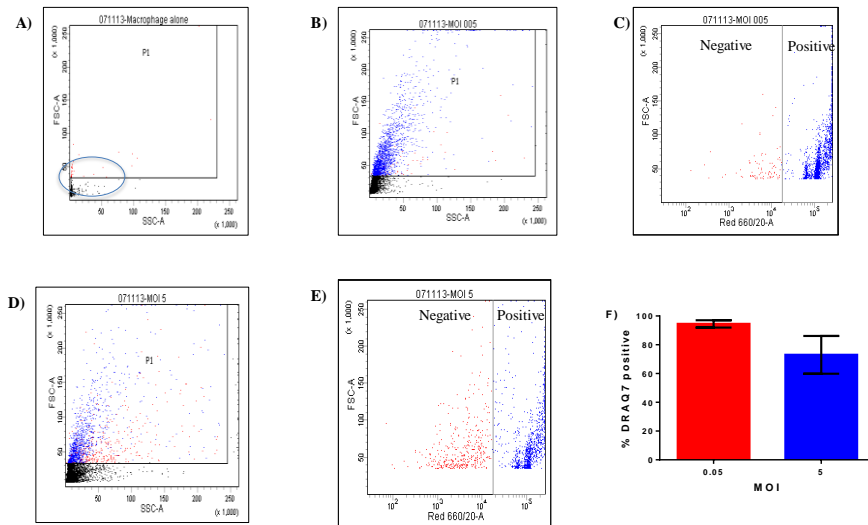 A)
071113-Macrophage alone
P1
FSC-A
(x 1,000)
50 100 150 200 250
50 100 150 200 250
SSC-A
(x 1,000)
B)
071113-MOI 005
P1
FSC-A
(x 1,000)
50 100 150 200 250
50 100 150 200 250
SSC-A
(x 1,000)
C)
071113-MOI 005
Negative Positive
FSC-A
(x 1,000)
50 100 150 200 250
10² 10³ 10⁴ 10⁵
Red 660/20-A
D)
071113-MOI 5
P1
FSC-A
(x 1,000)
50 100 150 200 250
50 100 150 200 250
SSC-A
(x 1,000)
E)
071113-MOI 5
Negative Positive
FSC-A
(x 1,000)
50 100 150 200 250
10² 10³ 10⁴ 10⁵
Red 660/20-A
F)
% DRAQ7 positive
100
80
60
40
20
0
0.05 5
MOI